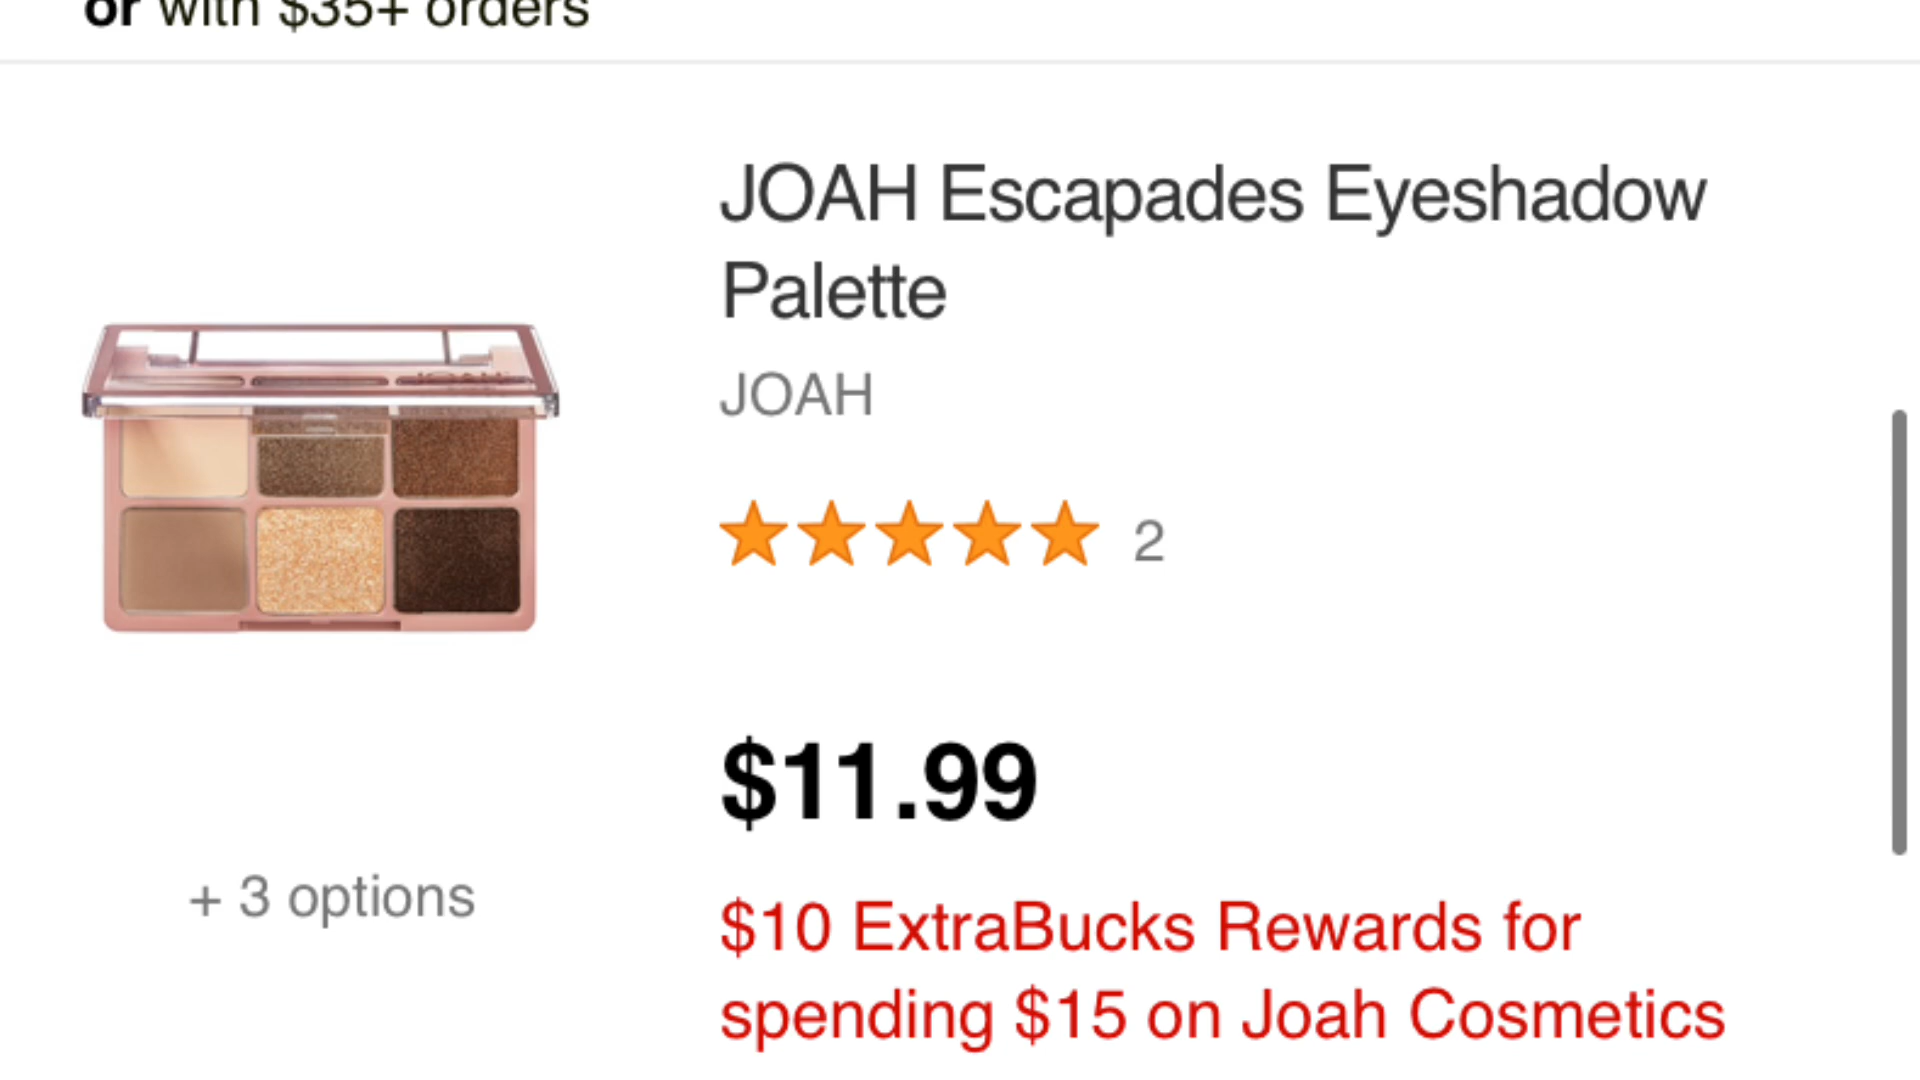 or with $35+ orders
JOAH Escapades Eyeshadow
Palette
JOAH
2
$11.99
+ 3 options
$10 ExtraBucks Rewards for
spending $15 on Joah Cosmetics